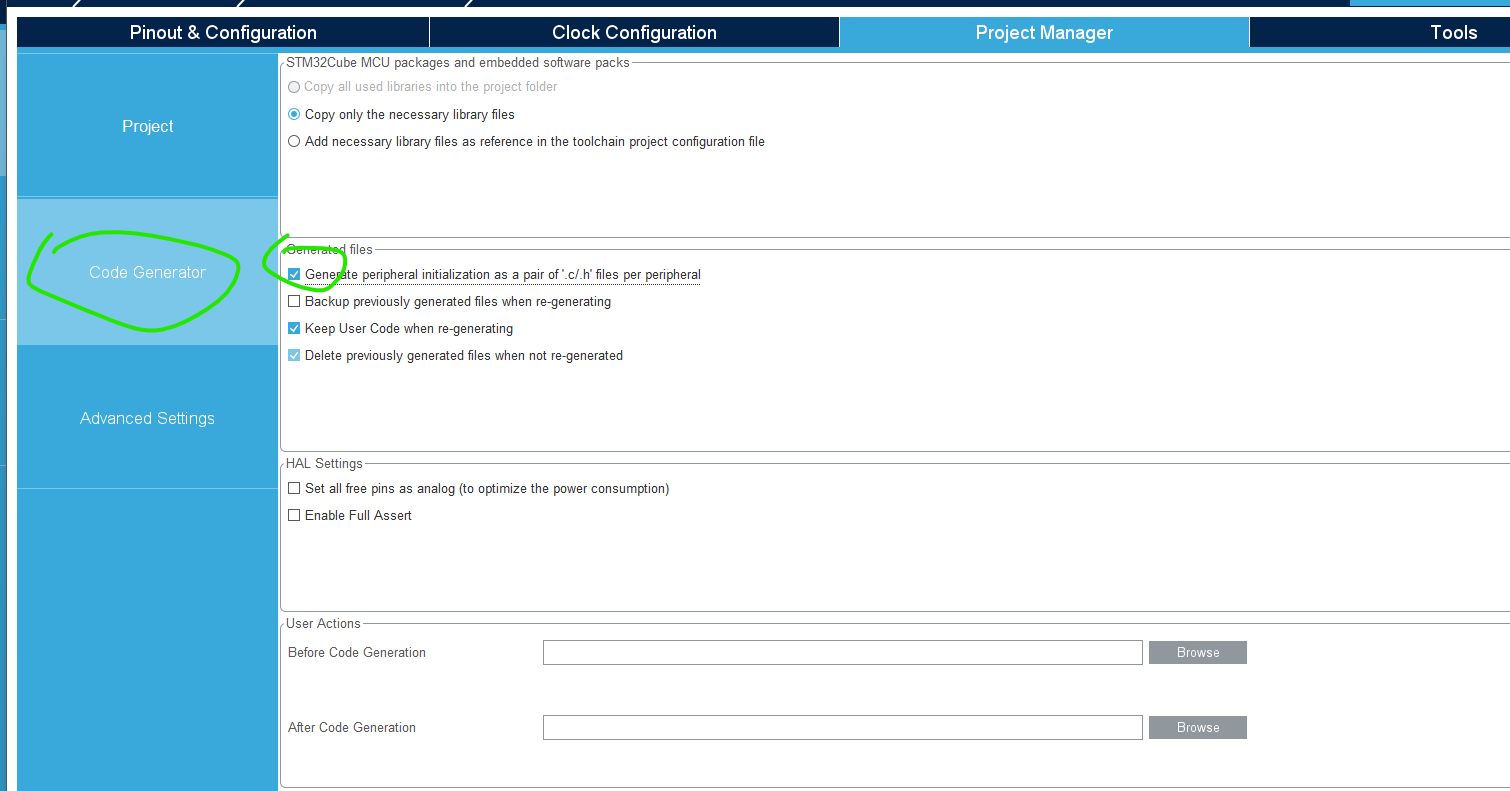 Pinout & Configuration
Clock Configuration
Project Manager
Tools
Project
Code Generator
Advanced Settings
STM32Cube MCU packages and embedded software packs
Copy all used libraries into the project folder
Copy only the necessary library files
Add necessary library files as reference in the toolchain project configuration file
Generated files
Generate peripheral initialization as a pair of '.c/.h' files per peripheral
Backup previously generated files when re-generating
Keep User Code when re-generating
Delete previously generated files when not re-generated
HAL Settings
Set all free pins as analog (to optimize the power consumption)
Enable Full Assert
User Actions
Before Code Generation
Browse
After Code Generation
Browse